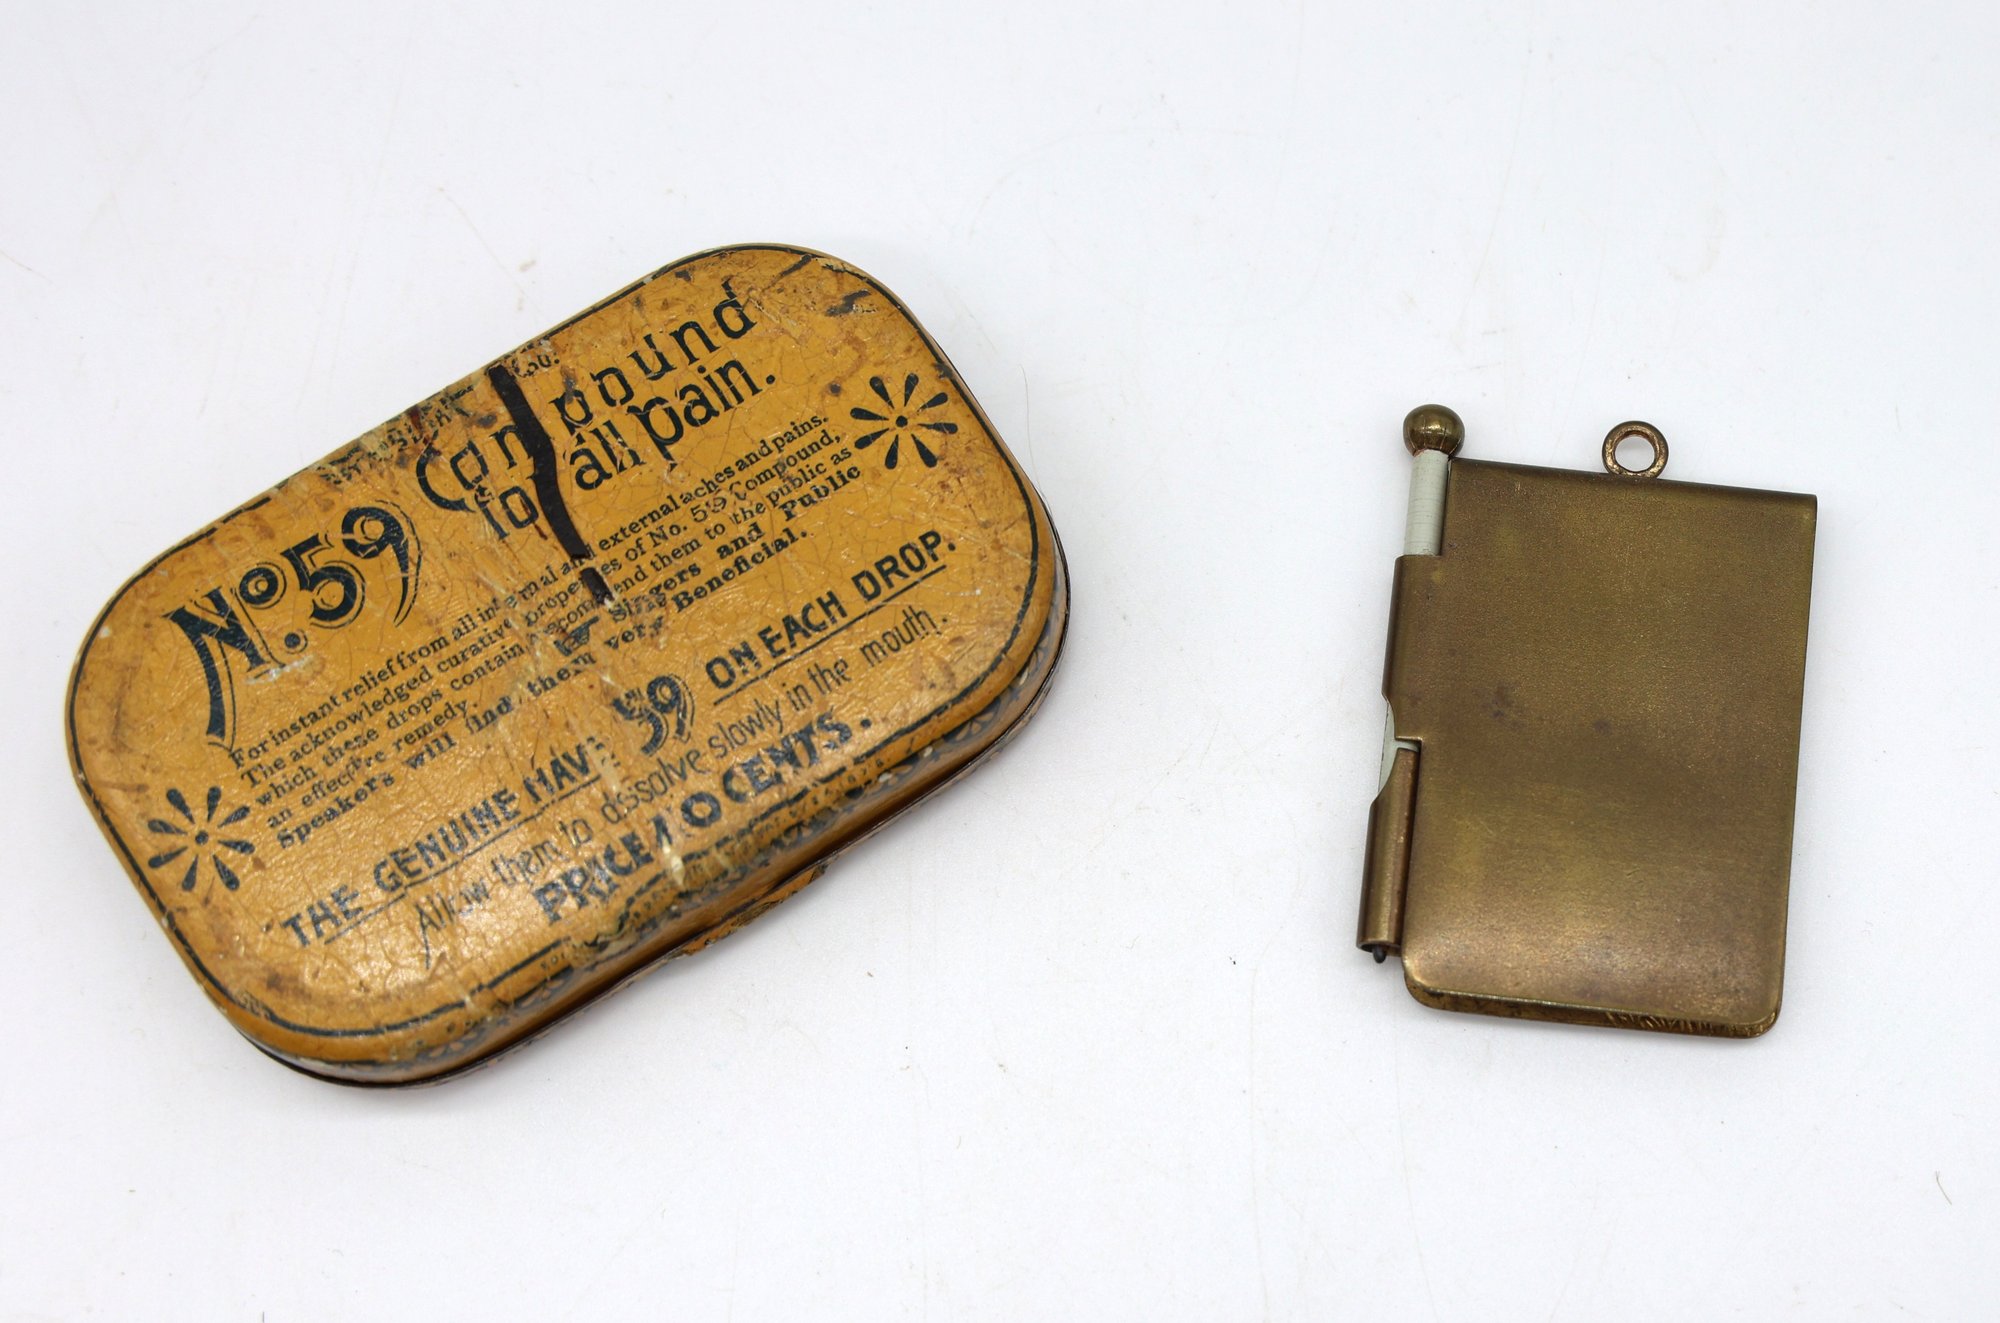 No. 59 Compound
for all pain.
For instant relief from all internal and external aches and pains.
The acknowledged curative properties of No. 59 Compound,
which these drops contain recommend them to the public as
an effective remedy. Singers and Public
Speakers will find them very Beneficial.
THE GENUINE HAVE 59 ON EACH DROP.
Allow them to dissolve slowly in the mouth.
PRICE 10 CENTS.